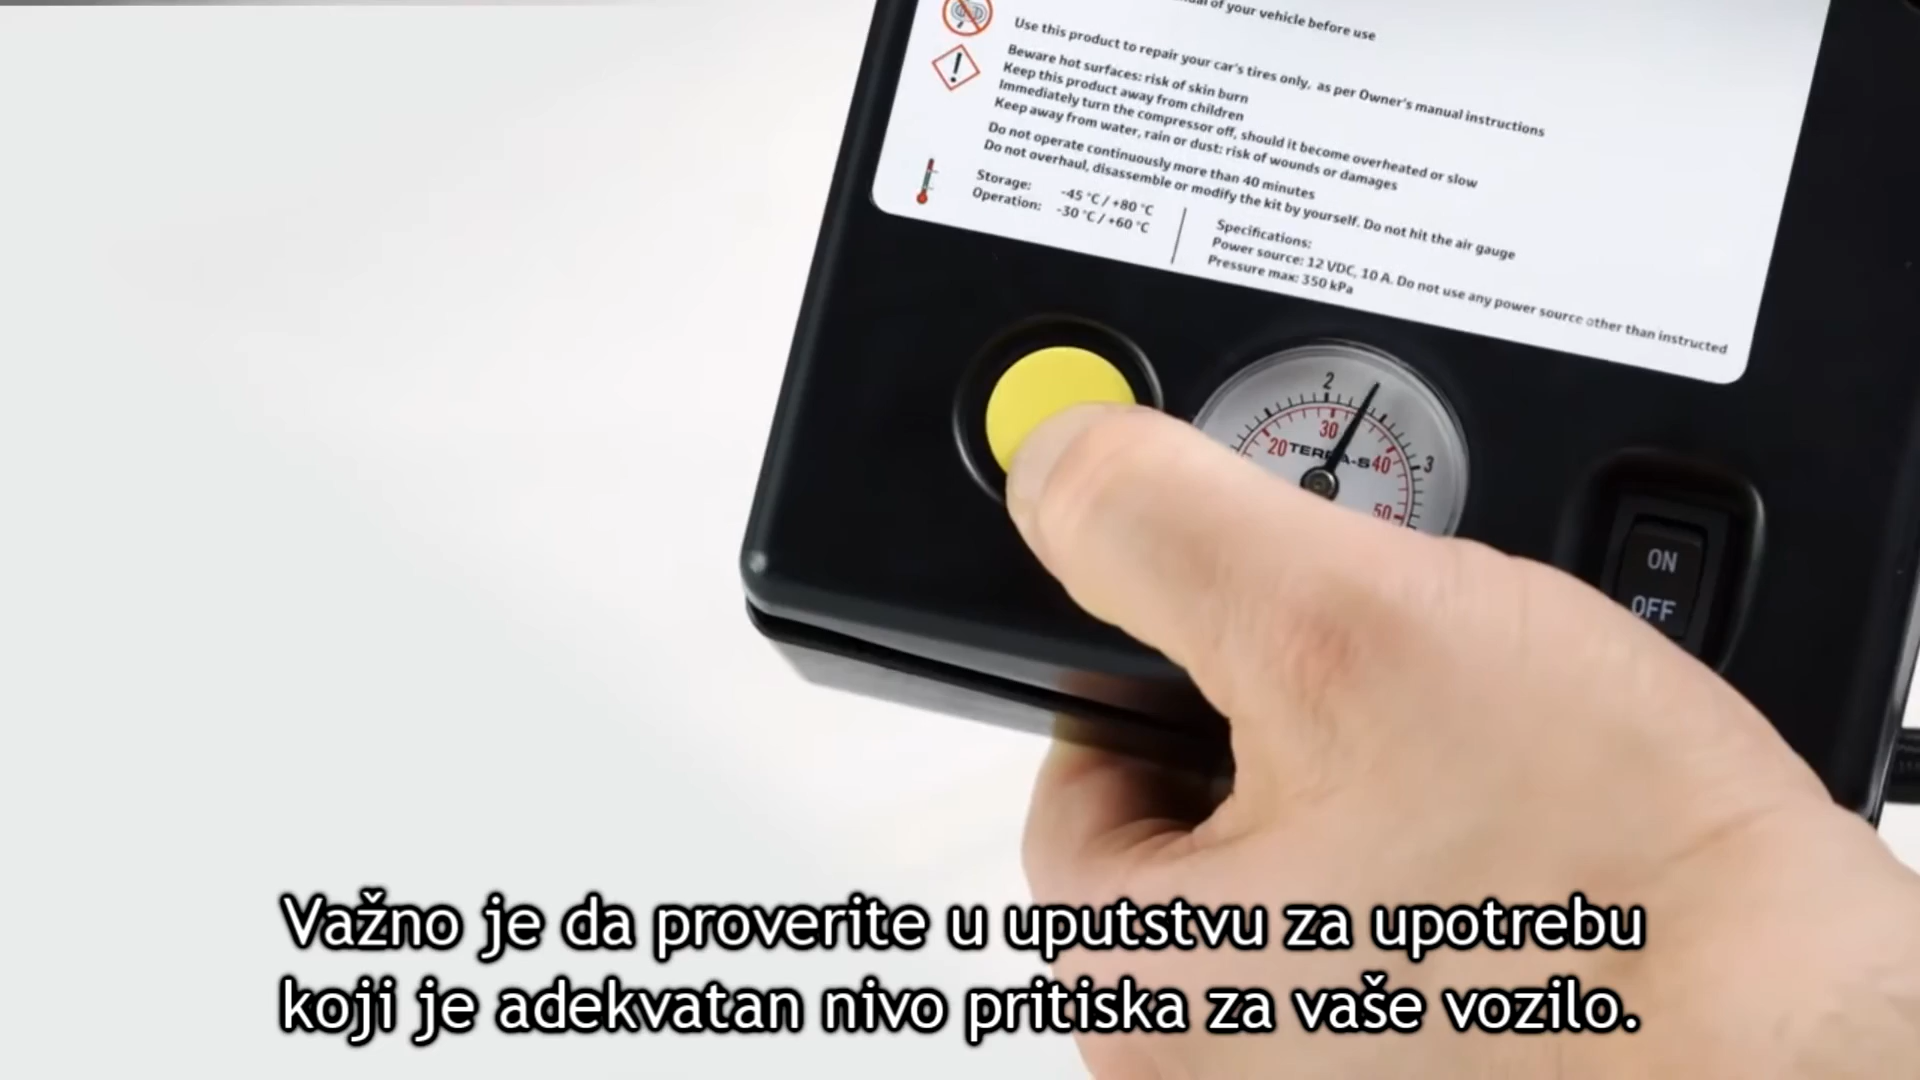 of your vehicle before use
Use this product to repair your car's tires only, as per Owner's manual instructions
Beware hot surfaces: risk of skin burn
Keep this product away from children
Immediately turn the compressor off, should it become overheated or slow
Keep away from water, rain or dust: risk of wounds or damages
Do not operate continuously more than 40 minutes
Do not overhaul, disassemble or modify the kit by yourself. Do not hit the air gauge
Storage: -45 °C / +80 °C
Operation: -30 °C / +60 °C
Specifications:
Power source: 12 VDC, 10 A. Do not use any power source other than instructed
Pressure max: 350 kPa
2
3
20
30
40
50
ON
OFF
Važno je da proverite u uputstvu za upotrebu
koji je adekvatan nivo pritiska za vaše vozilo.